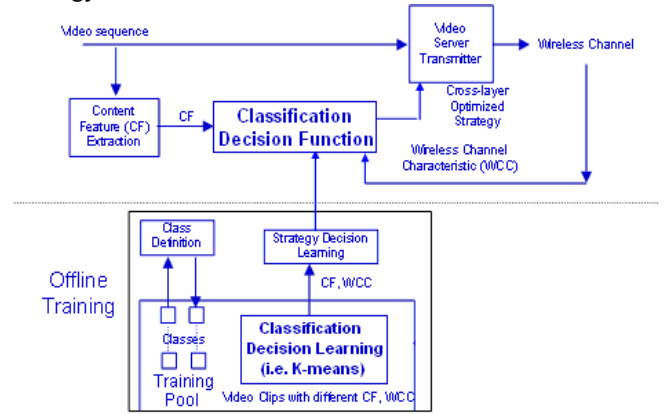 Video sequence
Video
Server
Transmitter
Wireless Channel
Content
Feature (CF)
Extraction
CF
Classification
Decision Function
Cross-layer
Optimized
Strategy
Wireless Channel
Characteristic (WCC)
Offline
Training
Class
Definition
Strategy Decision
Learning
CF, WCC
Classes
Training
Pool
Classification
Decision Learning
(i.e. K-means)
Video Clips with different CF, WCC